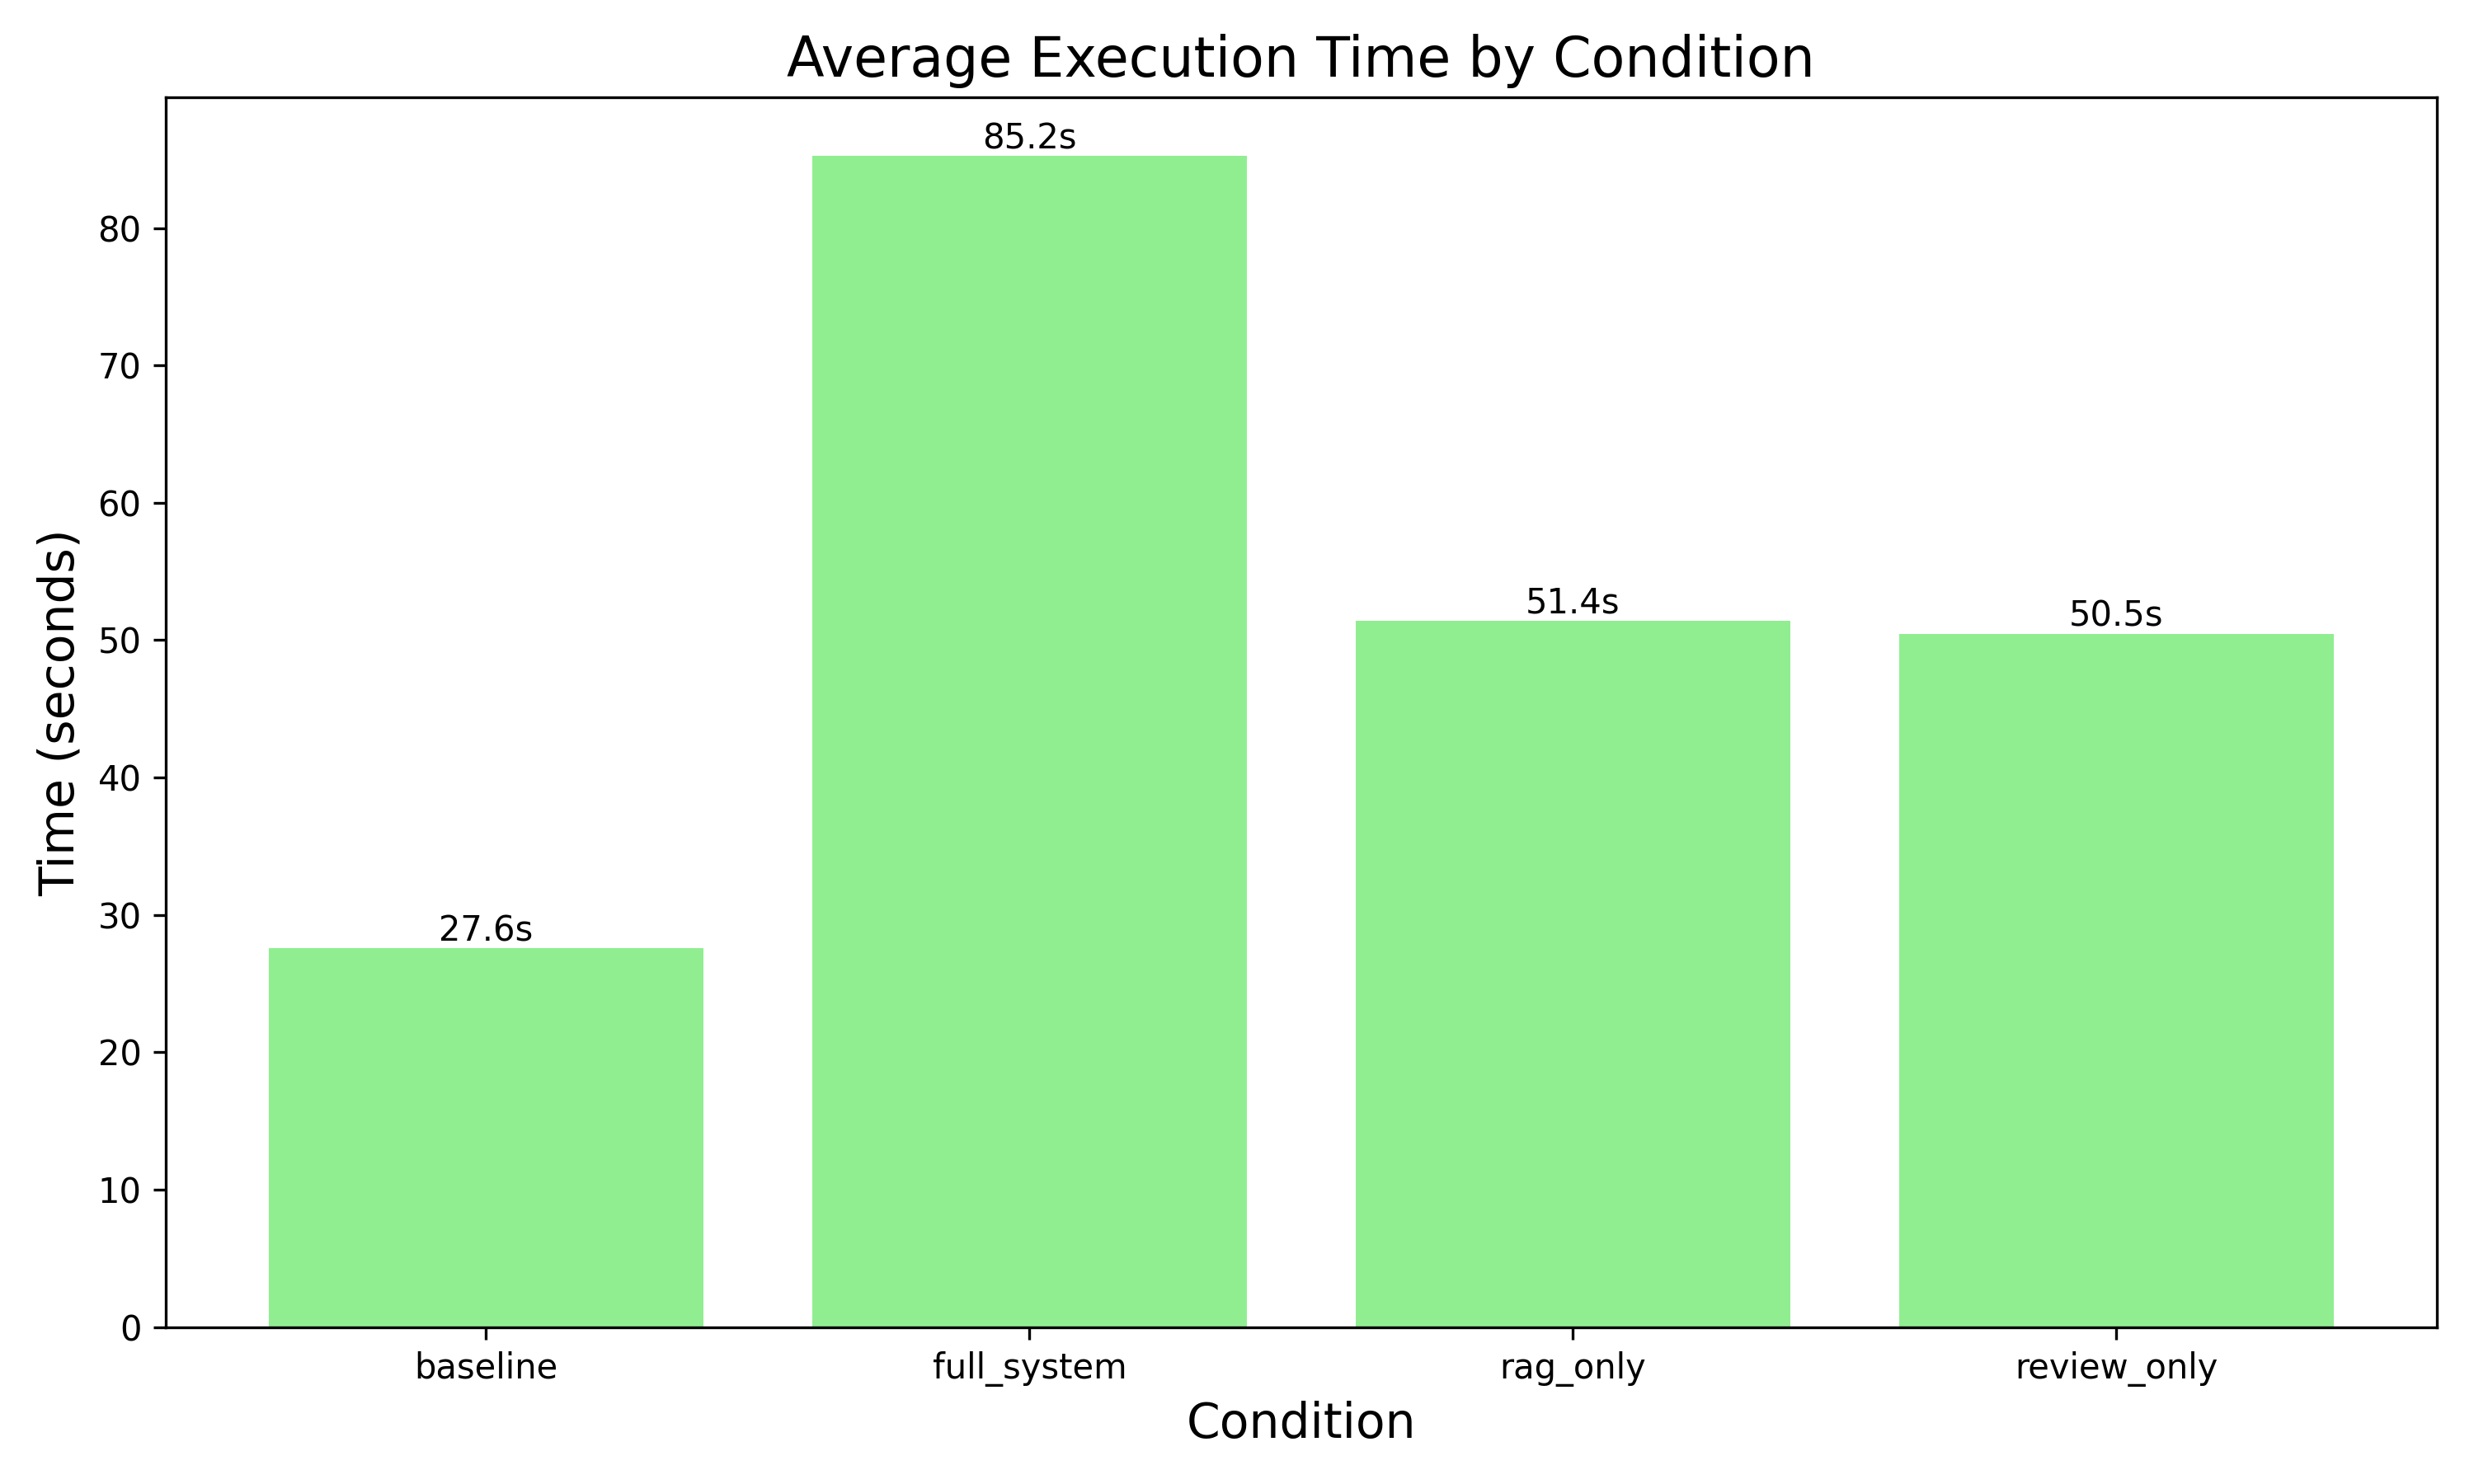 Average Execution Time by Condition
85.2s
80
70
60
51.4s
50.5s
50
40
30
27.6s
20
10
0
Time (seconds)
baseline
full_system
rag_only
review_only
Condition